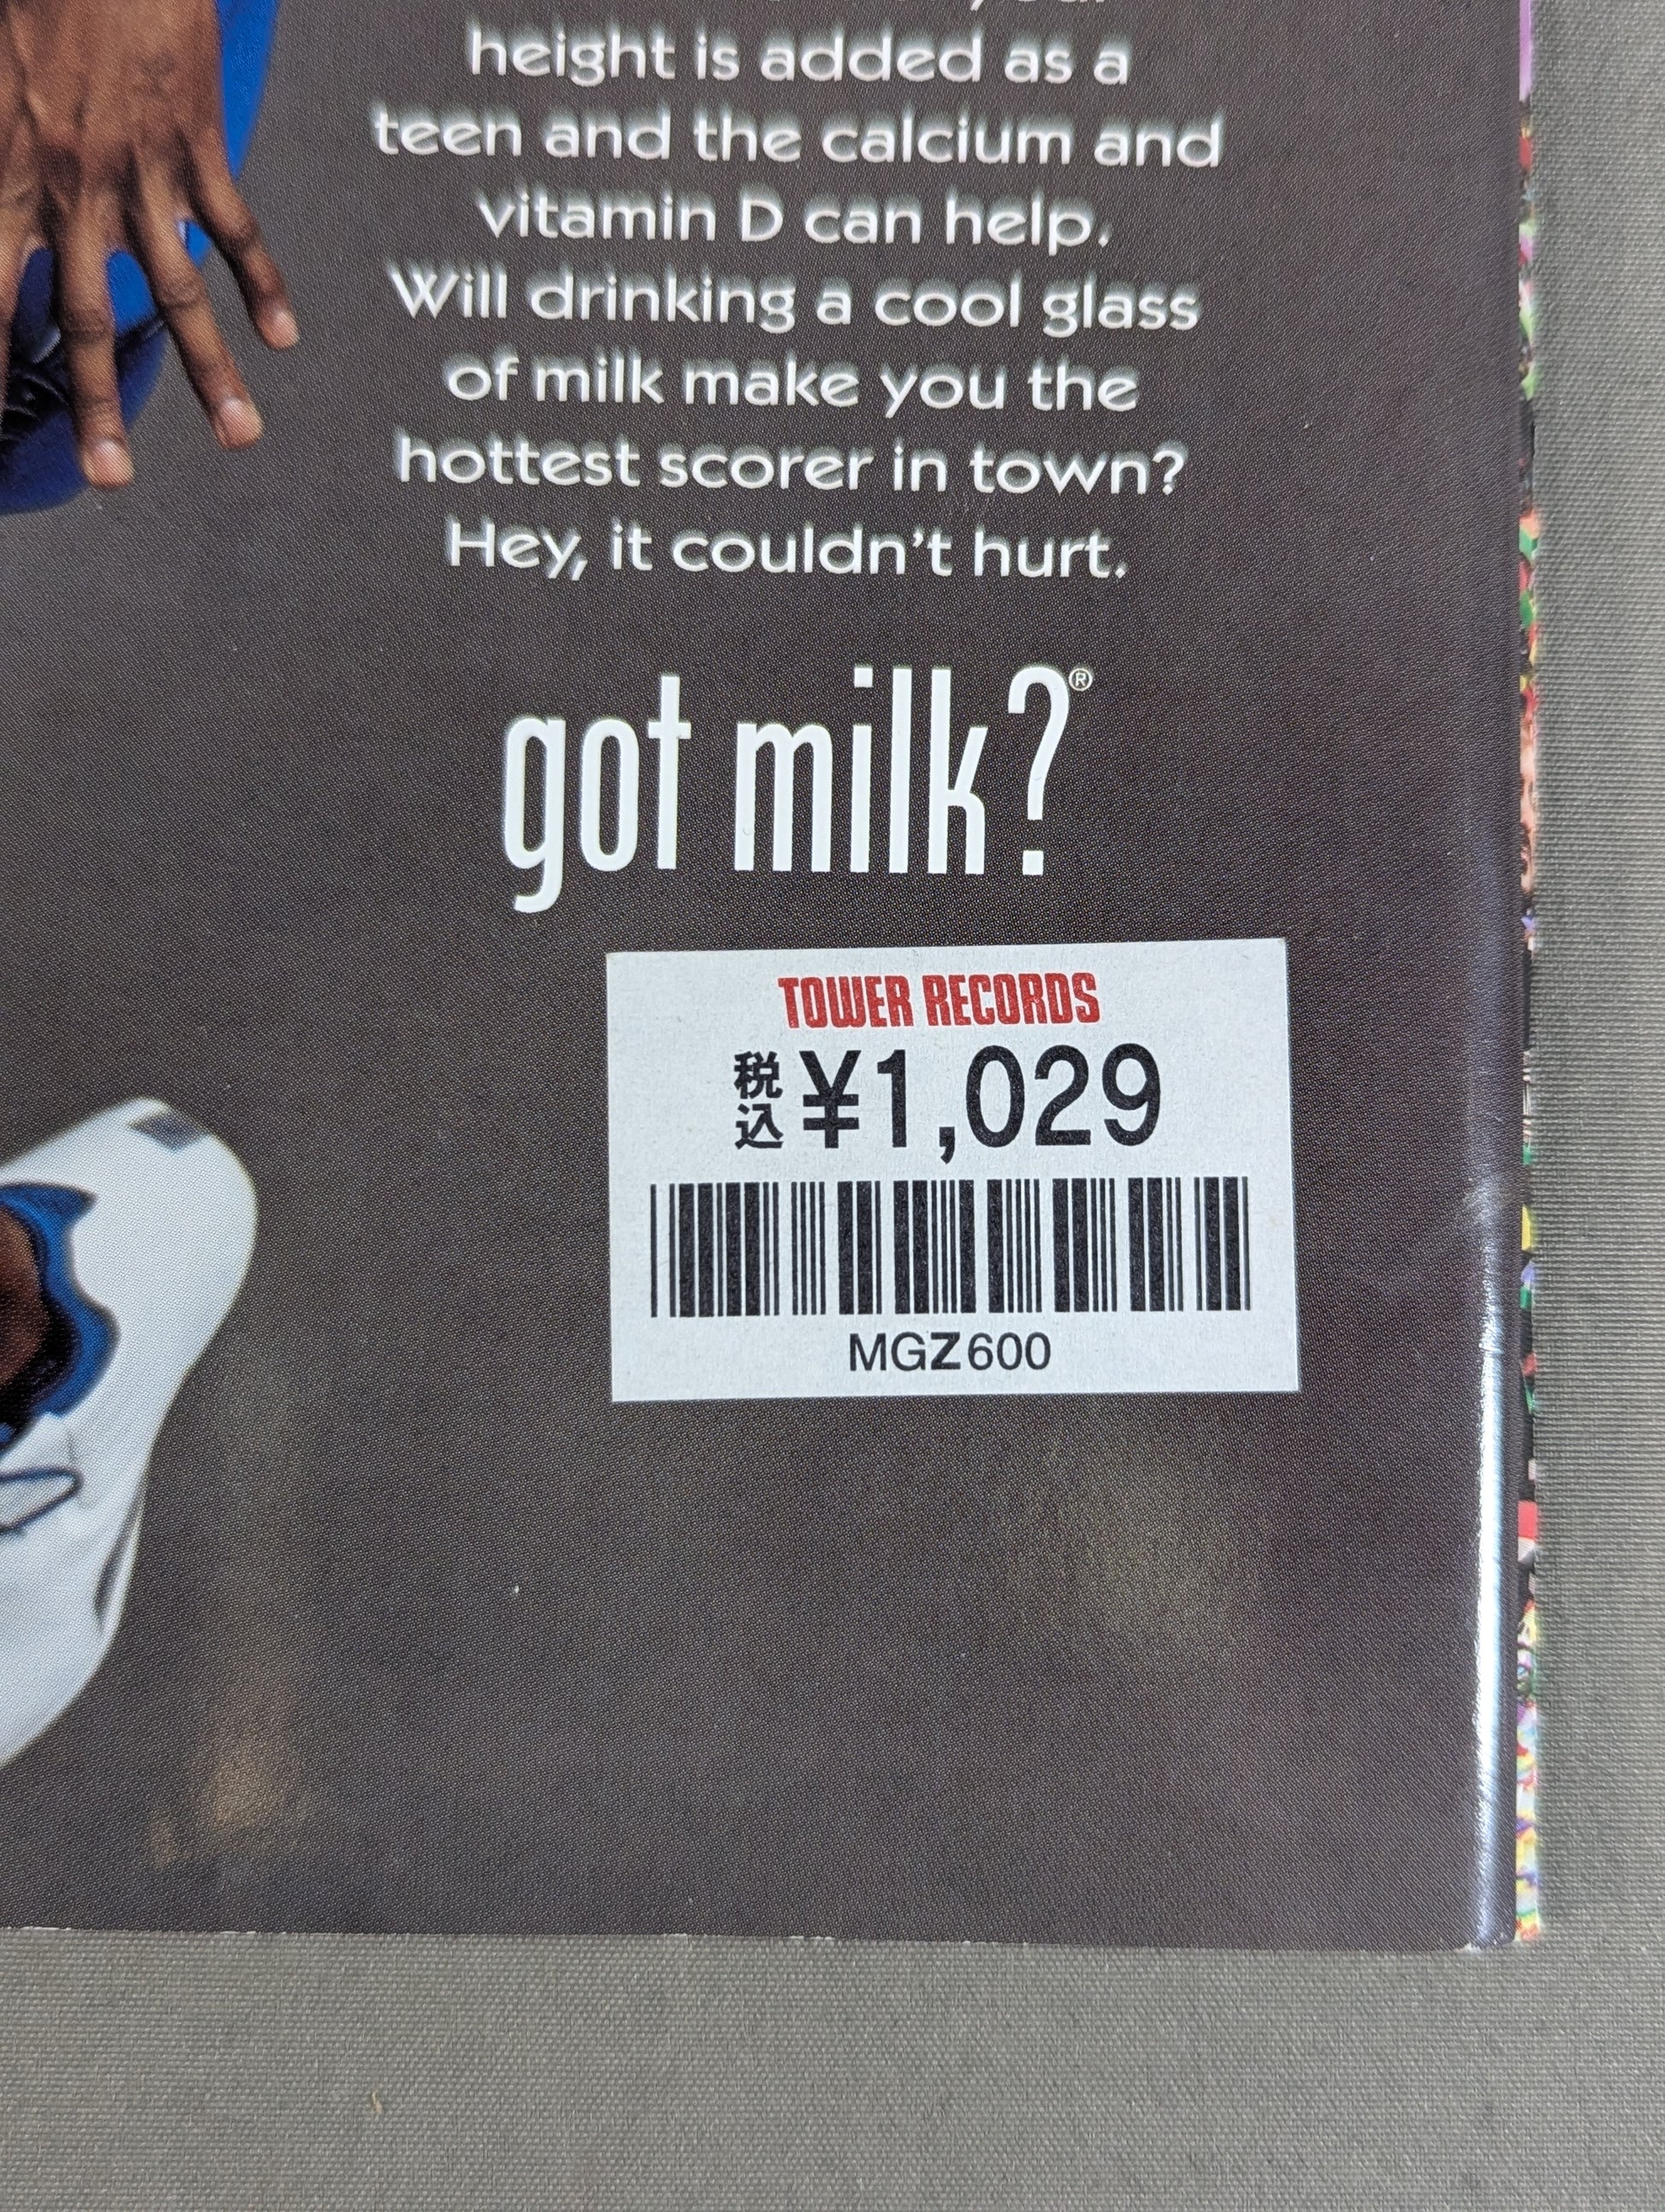 height is added as a
teen and the calcium and
vitamin D can help.
Will drinking a cool glass
of milk make you the
hottest scorer in town?
Hey, it couldn't hurt.
got milk?®
TOWER RECORDS
税込 ¥1,029
MGZ600